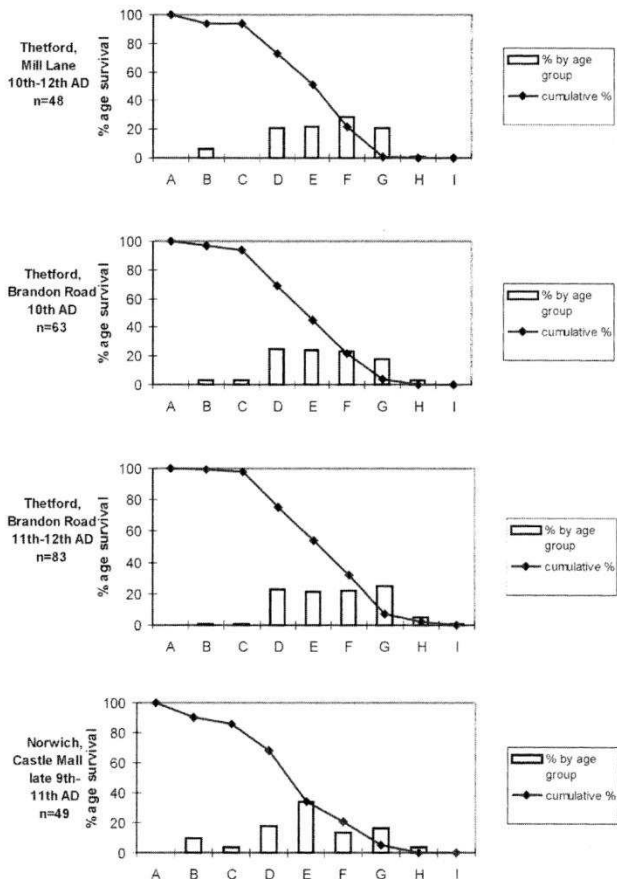 Thetford,
Mill Lane
10th-12th AD
n=48
% age survival
100
80
60
40
20
0
A B C D E F G H I
% by age
group
cumulative %
Thetford,
Brandon Road
10th AD
n=63
% age survival
100
80
60
40
20
0
A B C D E F G H I
% by age
group
cumulative %
Thetford,
Brandon Road
11th-12th AD
n=83
% age survival
100
80
60
40
20
0
A B C D E F G H I
% by age
group
cumulative %
Norwich,
Castle Mall
late 9th-
11th AD
n=49
% age survival
100
80
60
40
20
0
A B C D E F G H I
% by age
group
cumulative %